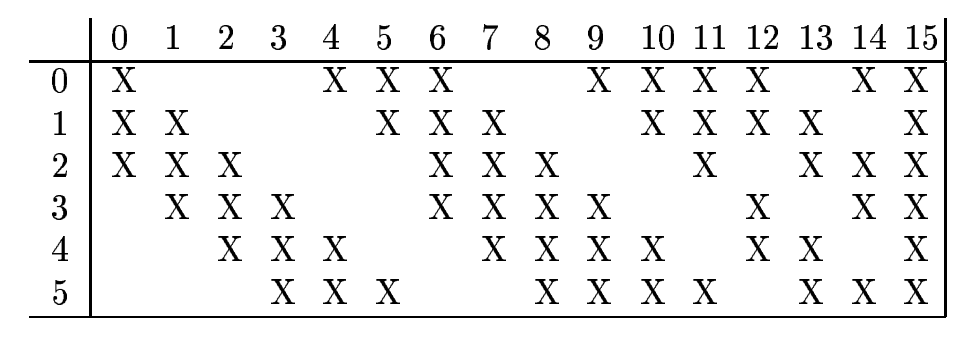 0 1 2 3 4 5 6 7 8 9 10 11 12 13 14 15
0 X X X X X X X X X X
1 X X X X X X X X X X
2 X X X X X X X X X X
3 X X X X X X X X X X
4 X X X X X X X X X X
5 X X X X X X X X X X